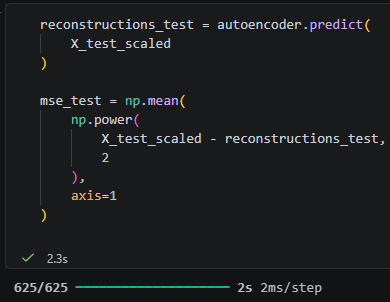 reconstructions_test = autoencoder.predict(
    X_test_scaled
)
mse_test = np.mean(
    np.power(
        X_test_scaled - reconstructions_test,
        2
    ),
    axis=1
)
2.3s
625/625 ━━━━━━━━━━━━━━━━━━━━ 2s 2ms/step